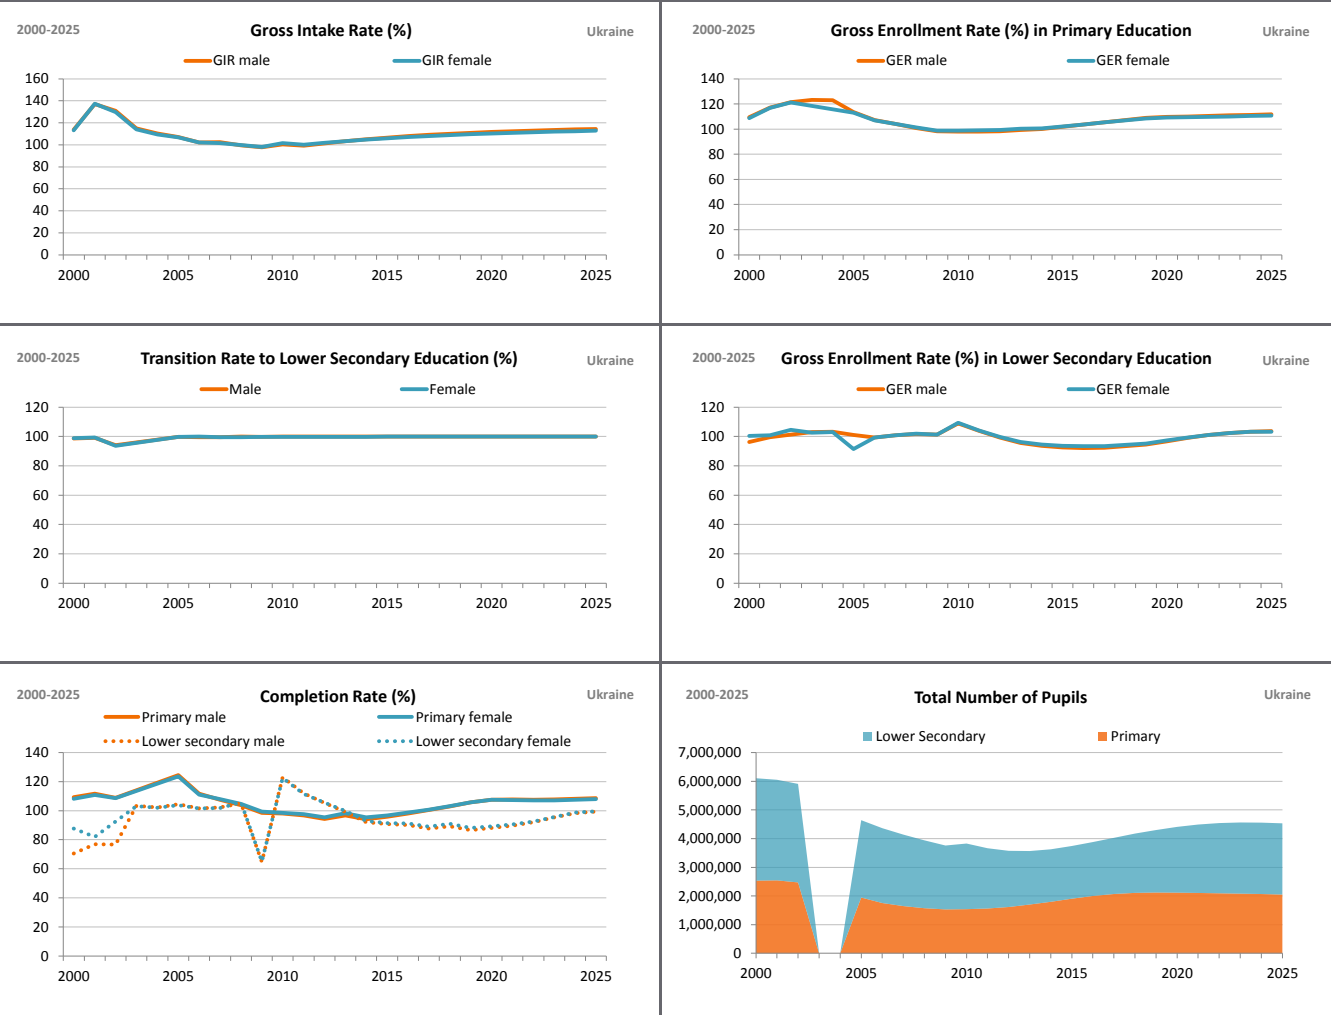 2000-2025 Gross Intake Rate (%) Ukraine
GIR male GIR female
160
140
120
100
80
60
40
20
0
2000 2005 2010 2015 2020 2025
2000-2025 Gross Enrollment Rate (%) in Primary Education Ukraine
GER male GER female
140
120
100
80
60
40
20
0
2000 2005 2010 2015 2020 2025
2000-2025 Transition Rate to Lower Secondary Education (%) Ukraine
Male Female
120
100
80
60
40
20
0
2000 2005 2010 2015 2020 2025
2000-2025 Gross Enrollment Rate (%) in Lower Secondary Education Ukraine
GER male GER female
120
100
80
60
40
20
0
2000 2005 2010 2015 2020 2025
2000-2025 Completion Rate (%) Ukraine
Primary male Primary female
Lower secondary male Lower secondary female
140
120
100
80
60
40
20
0
2000 2005 2010 2015 2020 2025
2000-2025 Total Number of Pupils Ukraine
Lower Secondary Primary
7,000,000
6,000,000
5,000,000
4,000,000
3,000,000
2,000,000
1,000,000
0
2000 2005 2010 2015 2020 2025